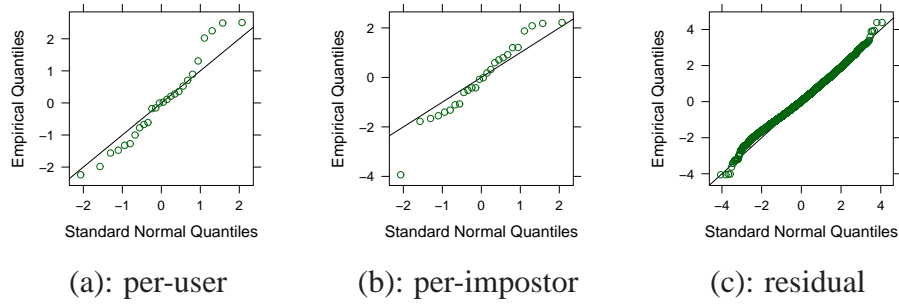 Empirical Quantiles
2
1
0
−1
−2
−2 −1 0 1 2
Standard Normal Quantiles
(a): per-user
Empirical Quantiles
2
0
−2
−4
−2 −1 0 1 2
Standard Normal Quantiles
(b): per-impostor
Empirical Quantiles
4
2
0
−2
−4
−4 −2 0 2 4
Standard Normal Quantiles
(c): residual